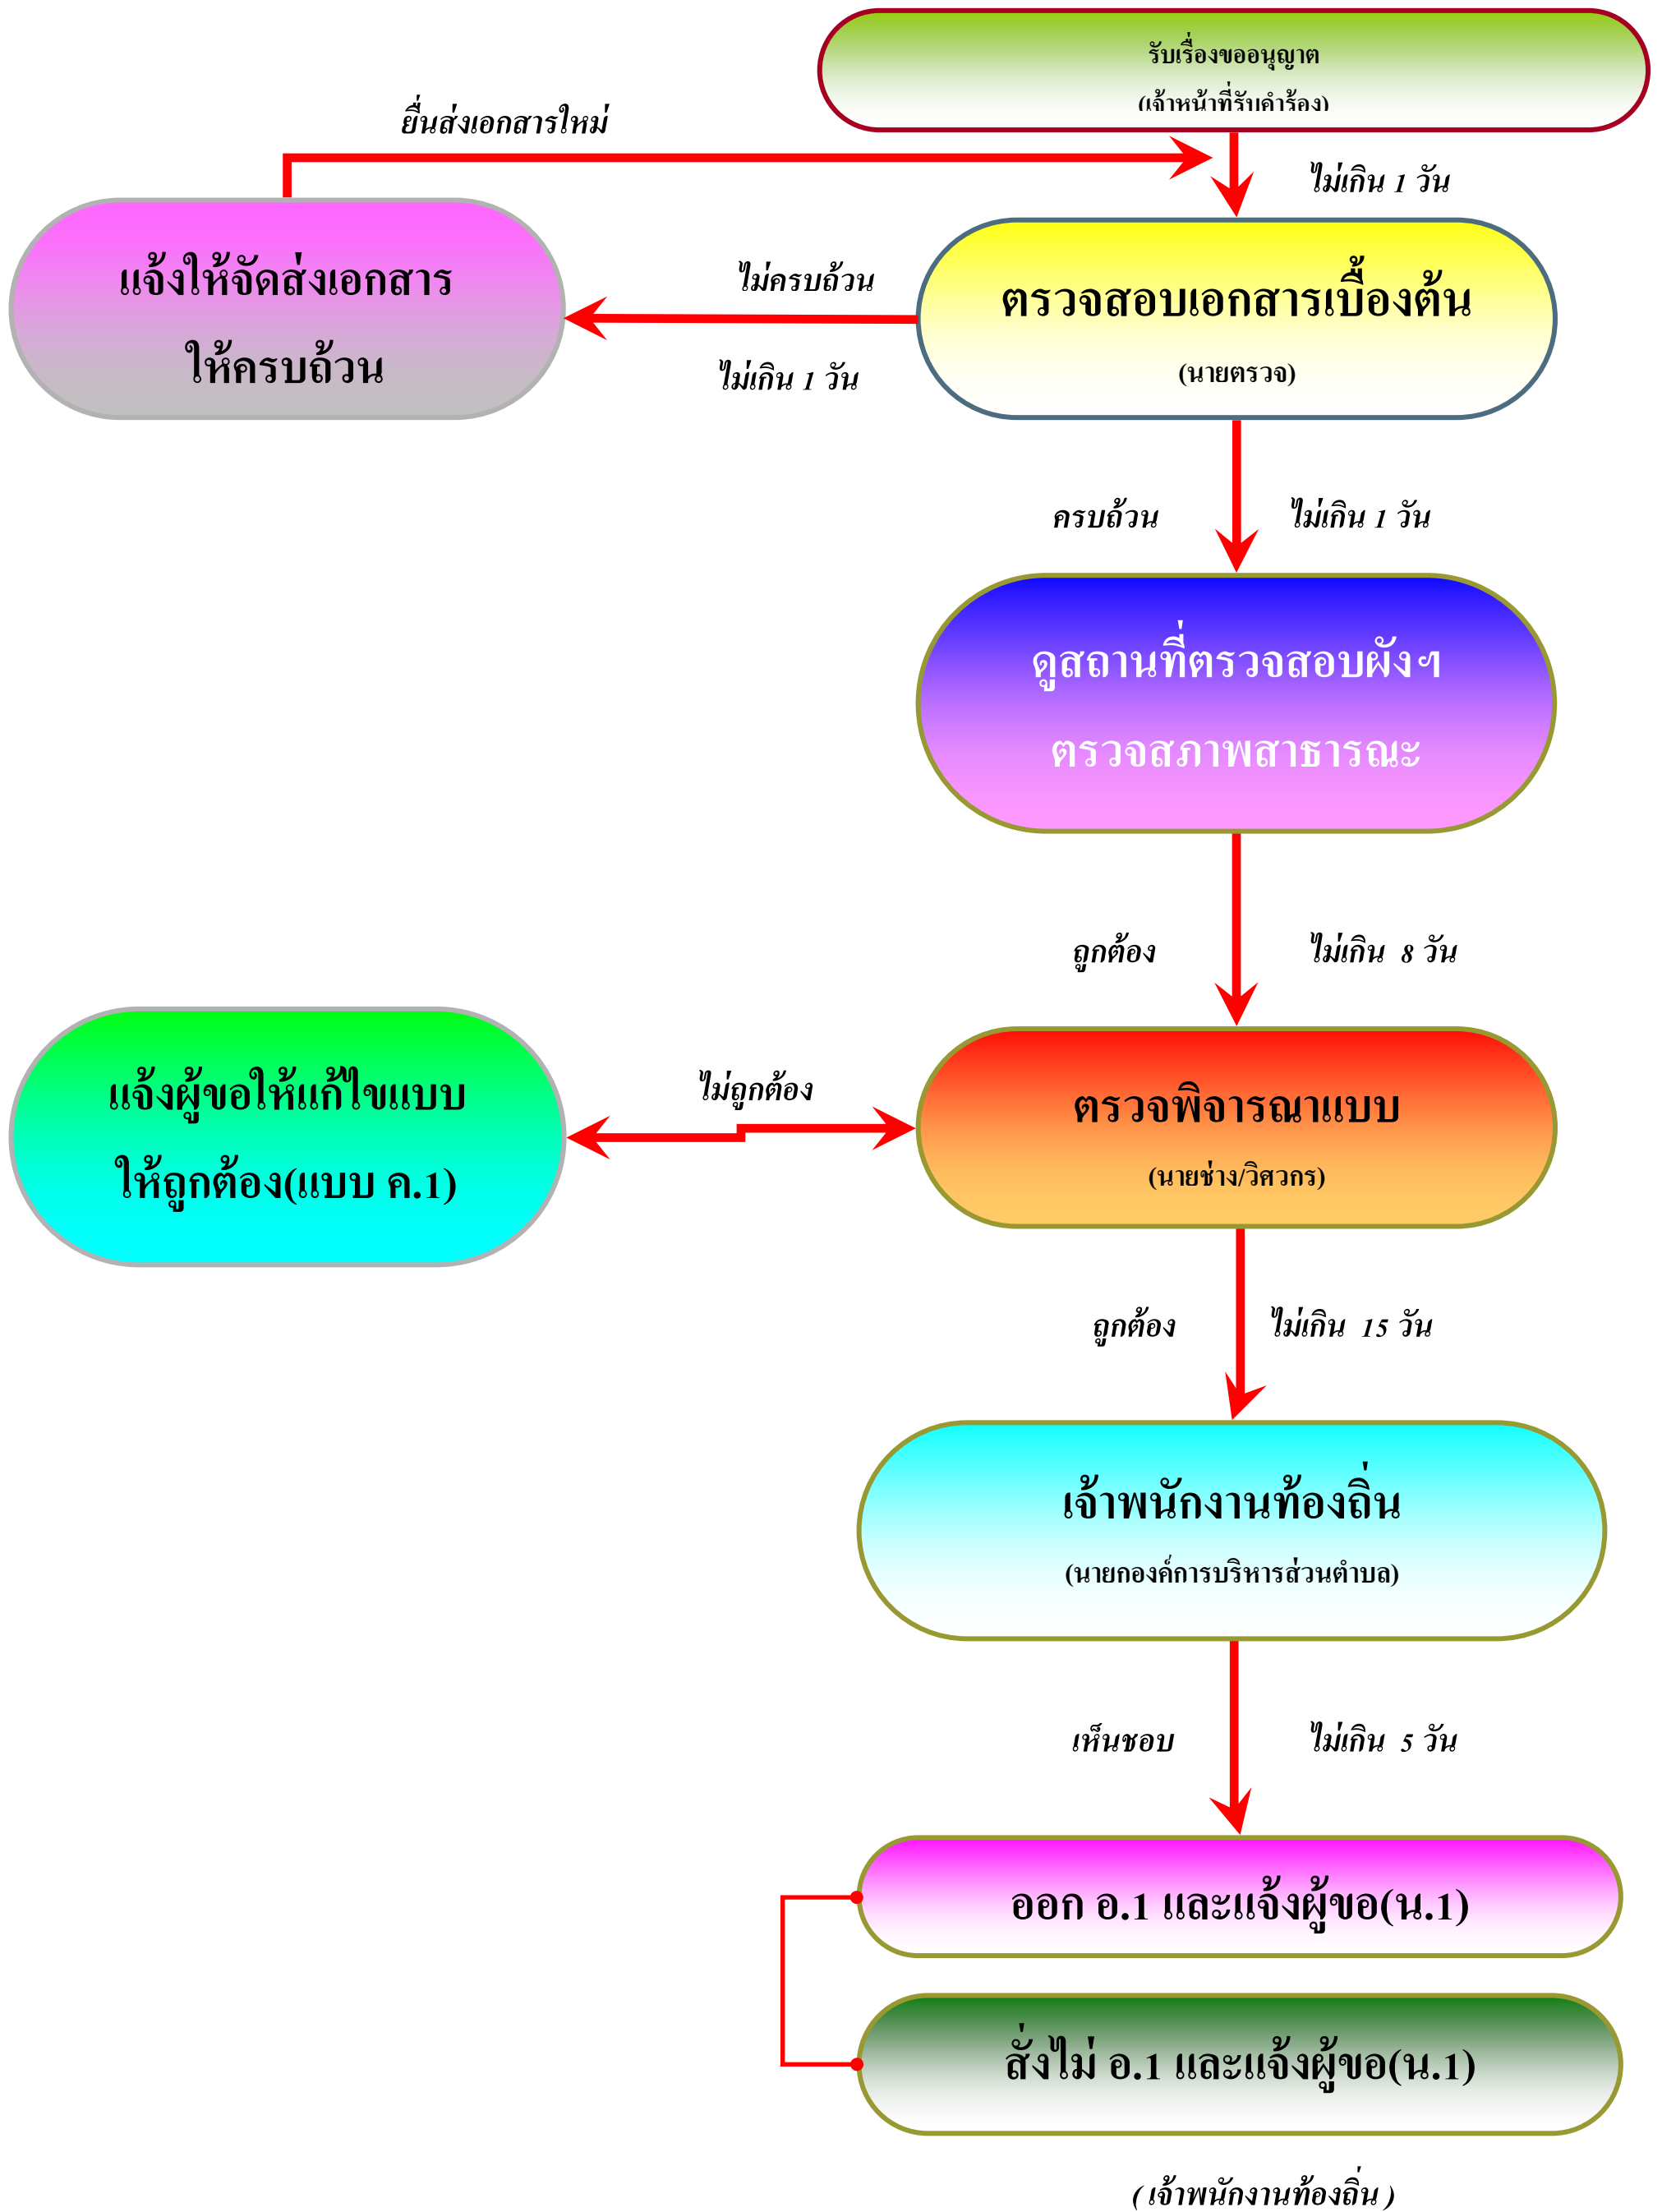 รับเรื่องขออนุญาต
(เจ้าหน้าที่รับคำร้อง)
ยื่นส่งเอกสารใหม่
ไม่เกิน 1 วัน
แจ้งให้จัดส่งเอกสาร
ให้ครบถ้วน
ไม่ครบถ้วน
ไม่เกิน 1 วัน
ตรวจสอบเอกสารเบื้องต้น
(นายตรวจ)
ครบถ้วน
ไม่เกิน 1 วัน
ดูสถานที่ตรวจสอบผังฯ
ตรวจสภาพสาธารณะ
ถูกต้อง
ไม่เกิน 8 วัน
แจ้งผู้ขอให้แก้ไขแบบ
ให้ถูกต้อง(แบบ ค.1)
ไม่ถูกต้อง
ตรวจพิจารณาแบบ
(นายช่าง/วิศวกร)
ถูกต้อง
ไม่เกิน 15 วัน
เจ้าพนักงานท้องถิ่น
(นายกองค์การบริหารส่วนตำบล)
เห็นชอบ
ไม่เกิน 5 วัน
ออก อ.1 และแจ้งผู้ขอ(น.1)
สั่งไม่ อ.1 และแจ้งผู้ขอ(น.1)
( เจ้าพนักงานท้องถิ่น )